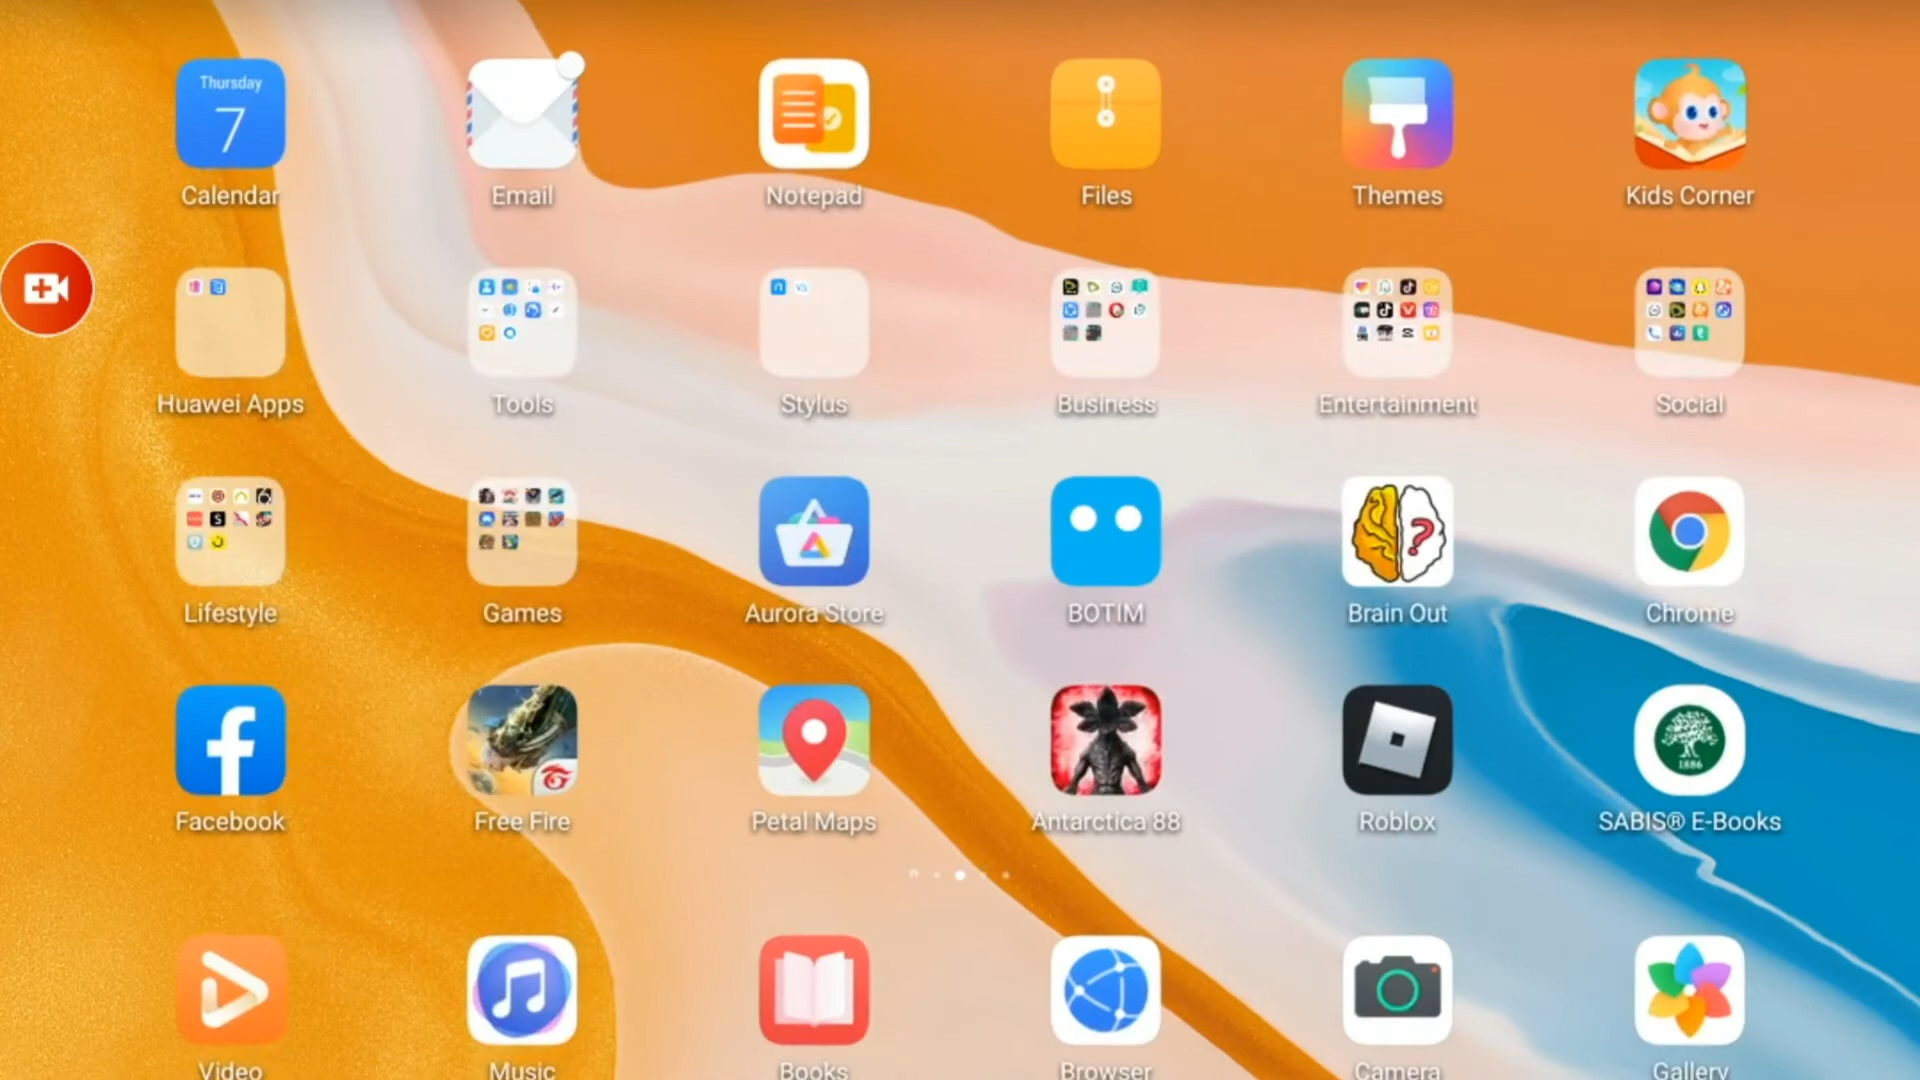 Thursday
7
Calendar
Email
Notepad
Files
Themes
Kids Corner
Huawei Apps
Tools
Stylus
Business
Entertainment
Social
Lifestyle
Games
Aurora Store
BOTIM
Brain Out
Chrome
1886
Facebook
Free Fire
Petal Maps
Antarctica 88
Roblox
SABIS® E-Books
Video
Music
Books
Browser
Camera
Gallery